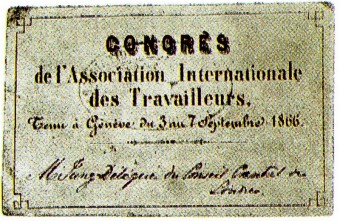 CONGRÈS
de l'Association Internationale
des Travailleurs,
Tenu à Genève du 3 au 7 Septembre 1866
Mr Jung Délégué du Conseil Central de
Londres